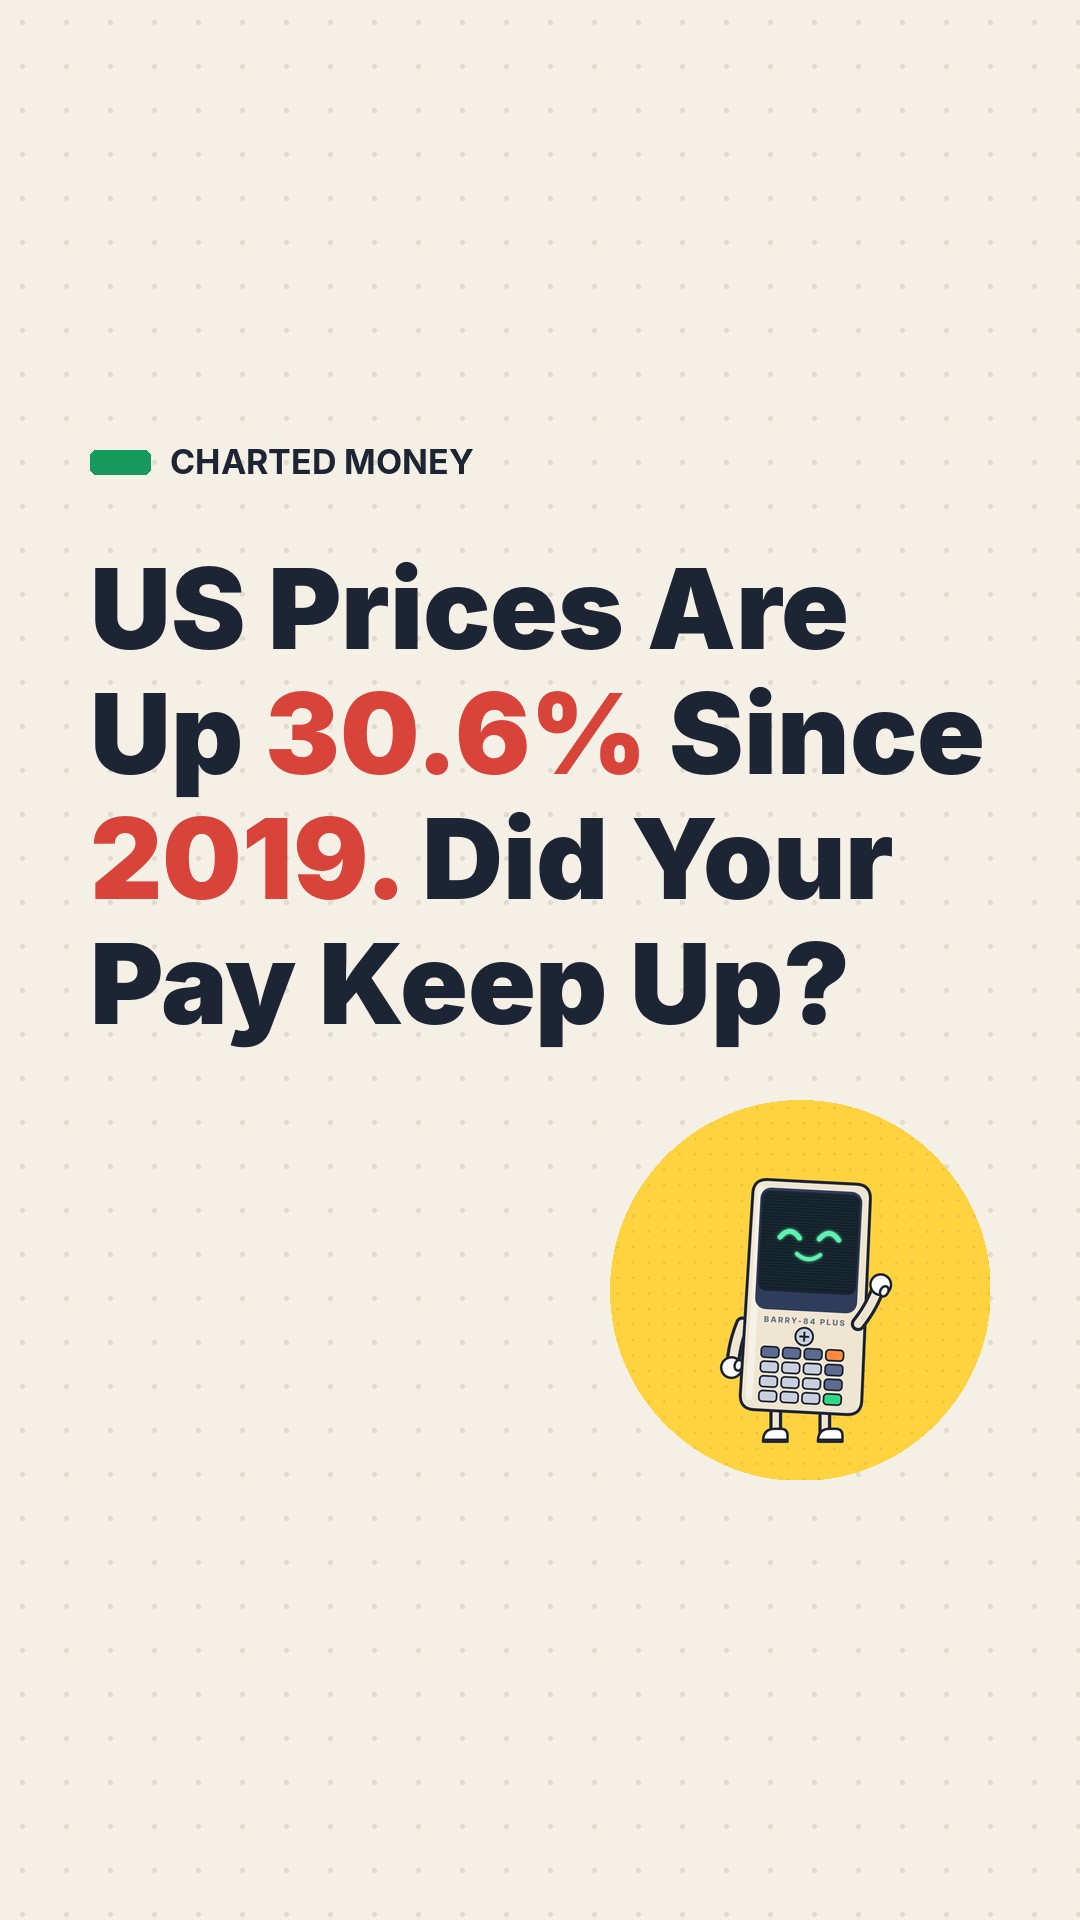 CHARTED MONEY
US Prices Are
Up 30.6% Since
2019. Did Your
Pay Keep Up?
BARRY-84 PLUS